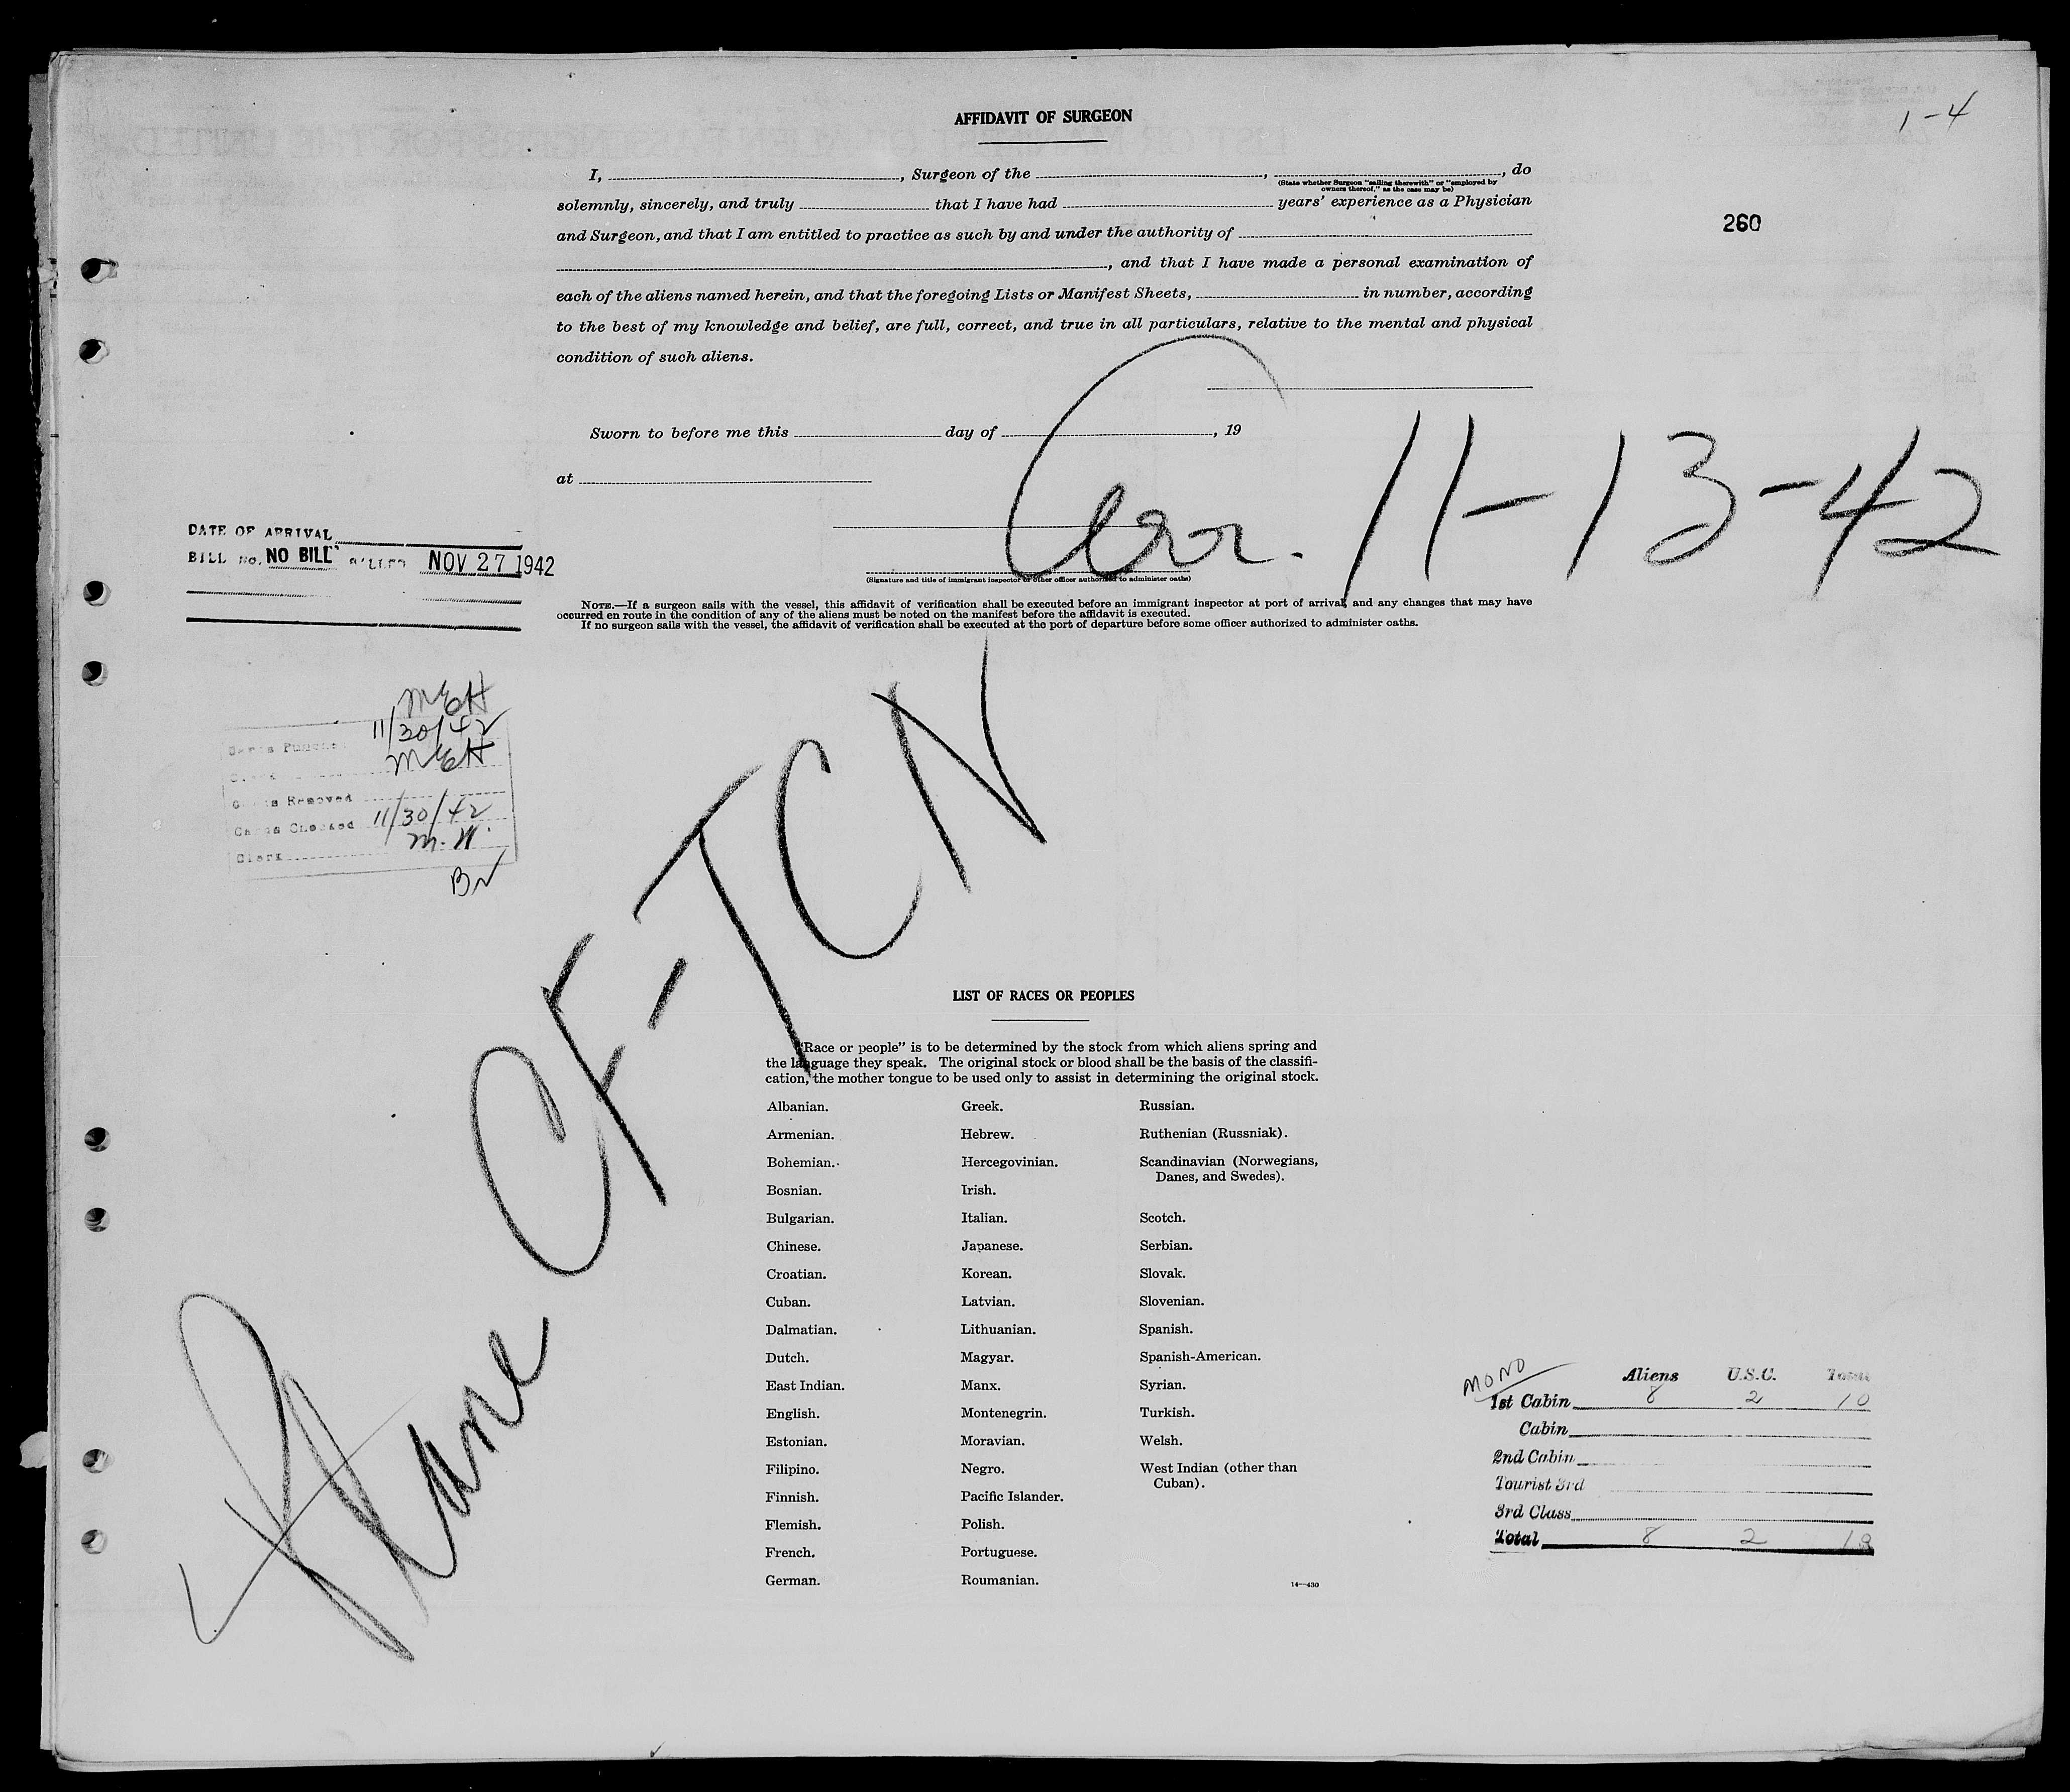 AFFIDAVIT OF SURGEON
1-4
I, , Surgeon of the , , do
(State whether Surgeon "sailing therewith" or "employed by
owners thereof," as the case may be)
solemnly, sincerely, and truly that I have had years' experience as a Physician
260
and Surgeon, and that I am entitled to practice as such by and under the authority of
, and that I have made a personal examination of
each of the aliens named herein, and that the foregoing Lists or Manifest Sheets, in number, according
to the best of my knowledge and belief, are full, correct, and true in all particulars, relative to the mental and physical
condition of such aliens.
Sworn to before me this day of , 19
at
Arr. 11-13-42
DATE OF ARRIVAL
BILL No. NO BILL NOV 27 1942
(Signature and title of immigrant inspector or other officer authorized to administer oaths)
NOTE.—If a surgeon sails with the vessel, this affidavit of verification shall be executed before an immigrant inspector at port of arrival, and any changes that may have
occurred en route in the condition of any of the aliens must be noted on the manifest before the affidavit is executed.
If no surgeon sails with the vessel, the affidavit of verification shall be executed at the port of departure before some officer authorized to administer oaths.
MEH
11/30/42
MEH
Removed
Checked 11/30/42
M.W.
Clerk
Plane CF-TCN
LIST OF RACES OR PEOPLES
"Race or people" is to be determined by the stock from which aliens spring and
the language they speak. The original stock or blood shall be the basis of the classifi-
cation, the mother tongue to be used only to assist in determining the original stock.
Albanian. Greek. Russian.
Armenian. Hebrew. Ruthenian (Russniak).
Bohemian. Hercegovinian. Scandinavian (Norwegians,
Danes, and Swedes).
Bosnian. Irish.
Bulgarian. Italian. Scotch.
Chinese. Japanese. Serbian.
Croatian. Korean. Slovak.
Cuban. Latvian. Slovenian.
Dalmatian. Lithuanian. Spanish.
Dutch. Magyar. Spanish-American.
East Indian. Manx. Syrian.
English. Montenegrin. Turkish.
Estonian. Moravian. Welsh.
Filipino. Negro. West Indian (other than
Cuban).
Finnish. Pacific Islander.
Flemish. Polish.
French. Portuguese.
German. Roumanian.
14—430
MONO
Aliens U.S.C. Total
1st Cabin 8 2 10
Cabin
2nd Cabin
Tourist 3rd
3rd Class
Total 8 2